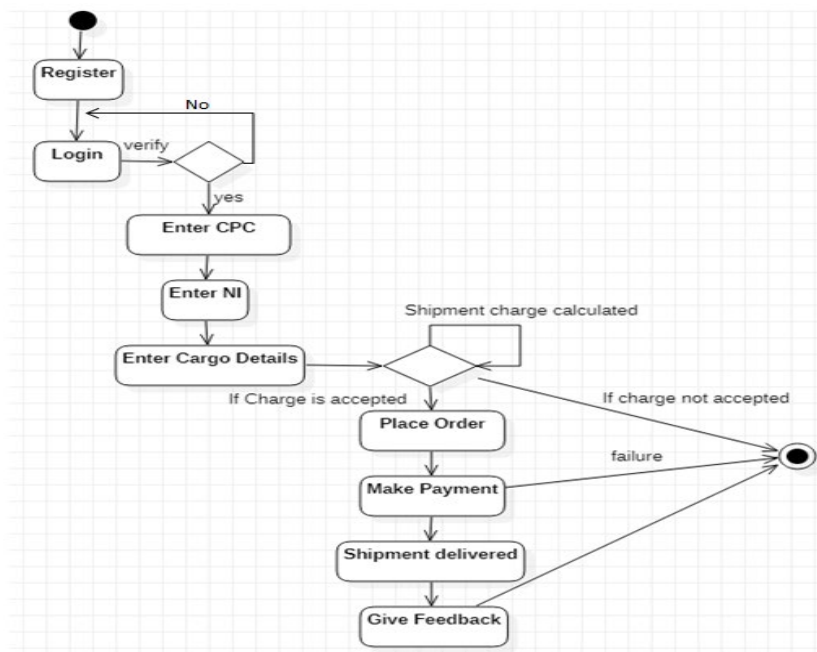 Register
No
Login
verify
yes
Enter CPC
Enter NI
Shipment charge calculated
Enter Cargo Details
If Charge is accepted
If charge not accepted
Place Order
failure
Make Payment
Shipment delivered
Give Feedback